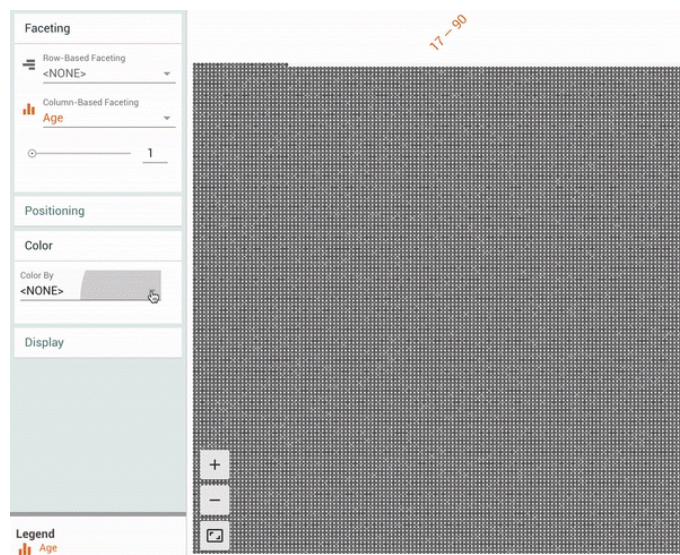 Faceting
Row-Based Faceting
<NONE>
Column-Based Faceting
Age
1
Positioning
Color
Color By
<NONE>
Display
Legend
Age
17 – 90
+
−